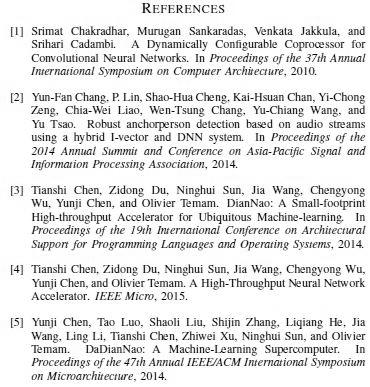 REFERENCES
[1] Srimat Chakradhar, Murugan Sankaradas, Venkata Jakkula, and
Srihari Cadambi. A Dynamically Configurable Coprocessor for
Convolutional Neural Networks. In Proceedings of the 37th Annual
International Symposium on Compuer Architecture, 2010.
[2] Yun-Fan Chang, P. Lin, Shao-Hua Cheng, Kai-Hsuan Chan, Yi-Chong
Zeng, Chia-Wei Liao, Wen-Tsung Chang, Yu-Chiang Wang, and
Yu Tsao. Robust anchorperson detection based on audio streams
using a hybrid I-vector and DNN system. In Proceedings of the
2014 Annual Summit and Conference on Asia-Pacific Signal and
Information Processing Association, 2014.
[3] Tianshi Chen, Zidong Du, Ninghui Sun, Jia Wang, Chengyong
Wu, Yunji Chen, and Olivier Temam. DianNao: A Small-footprint
High-throughput Accelerator for Ubiquitous Machine-learning. In
Proceedings of the 19th International Conference on Architectural
Support for Programming Languages and Operating Systems, 2014.
[4] Tianshi Chen, Zidong Du, Ninghui Sun, Jia Wang, Chengyong Wu,
Yunji Chen, and Olivier Temam. A High-Throughput Neural Network
Accelerator. IEEE Micro, 2015.
[5] Yunji Chen, Tao Luo, Shaoli Liu, Shijin Zhang, Liqiang He, Jia
Wang, Ling Li, Tianshi Chen, Zhiwei Xu, Ninghui Sun, and Olivier
Temam. DaDianNao: A Machine-Learning Supercomputer. In
Proceedings of the 47th Annual IEEE/ACM International Symposium
on Microarchitecture, 2014.